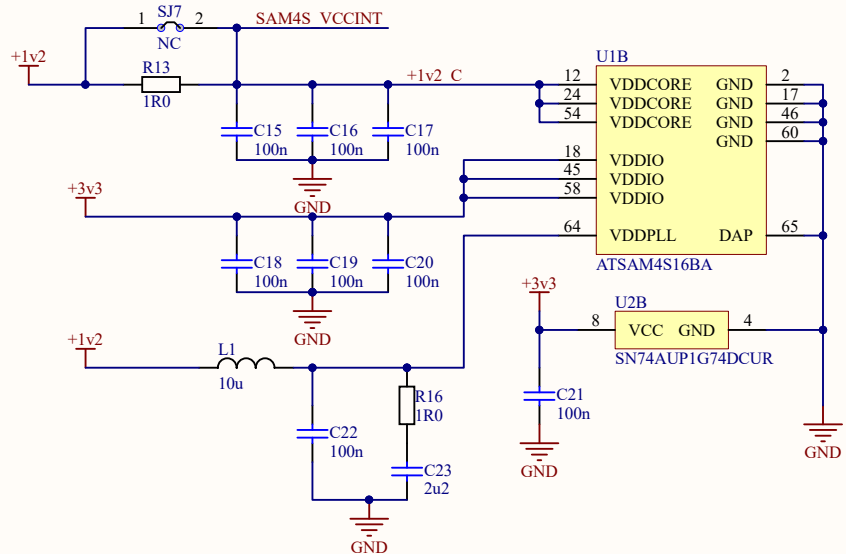 SJ7
1 2
NC
SAM4S_VCCINT
+1v2
R13
1R0
+1v2_C
C15
100n
C16
100n
C17
100n
GND
U1B
12 VDDCORE GND 2
24 VDDCORE GND 17
54 VDDCORE GND 46
GND 60
18 VDDIO
45 VDDIO
58 VDDIO
64 VDDPLL DAP 65
ATSAM4S16BA
+3v3
C18
100n
C19
100n
C20
100n
GND
+3v3
U2B
8 VCC GND 4
SN74AUP1G74DCUR
C21
100n
GND
GND
+1v2
L1
10u
R16
1R0
C22
100n
C23
2u2
GND